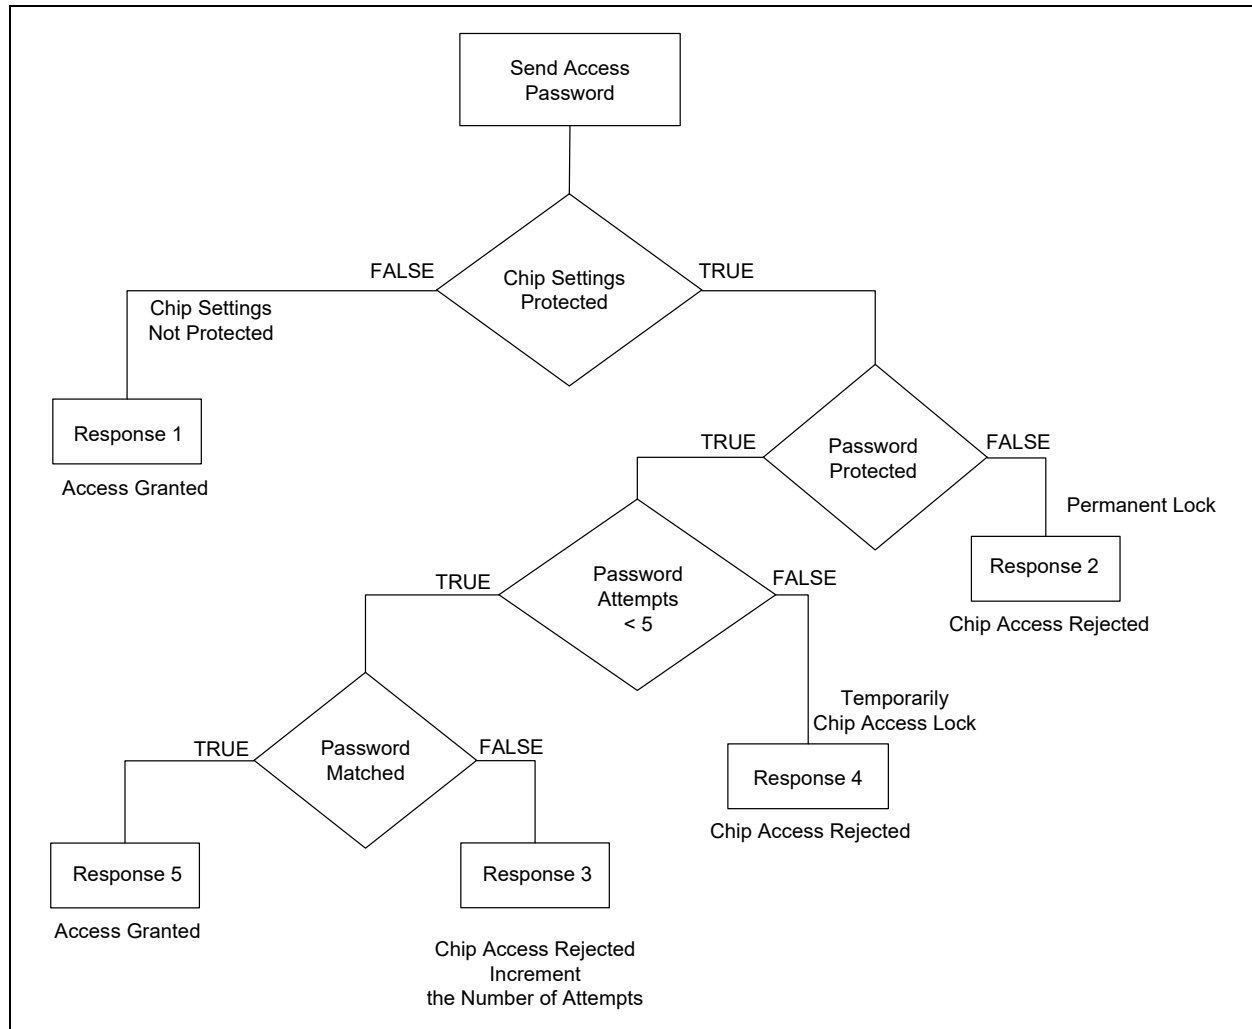 Send Access
Password
FALSE
TRUE
Chip Settings
Protected
Chip Settings
Not Protected
Response 1
Access Granted
TRUE
FALSE
Password
Protected
Permanent Lock
Response 2
Chip Access Rejected
TRUE
FALSE
Password
Attempts
< 5
Temporarily
Chip Access Lock
Response 4
Chip Access Rejected
TRUE
FALSE
Password
Matched
Response 5
Access Granted
Response 3
Chip Access Rejected
Increment
the Number of Attempts